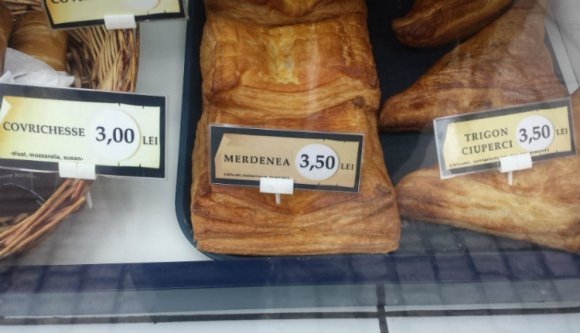 COVRICHESSE 3,00 LEI
MERDENEA 3,50 LEI
TRIGON
CIUPERCI 3,50 LEI